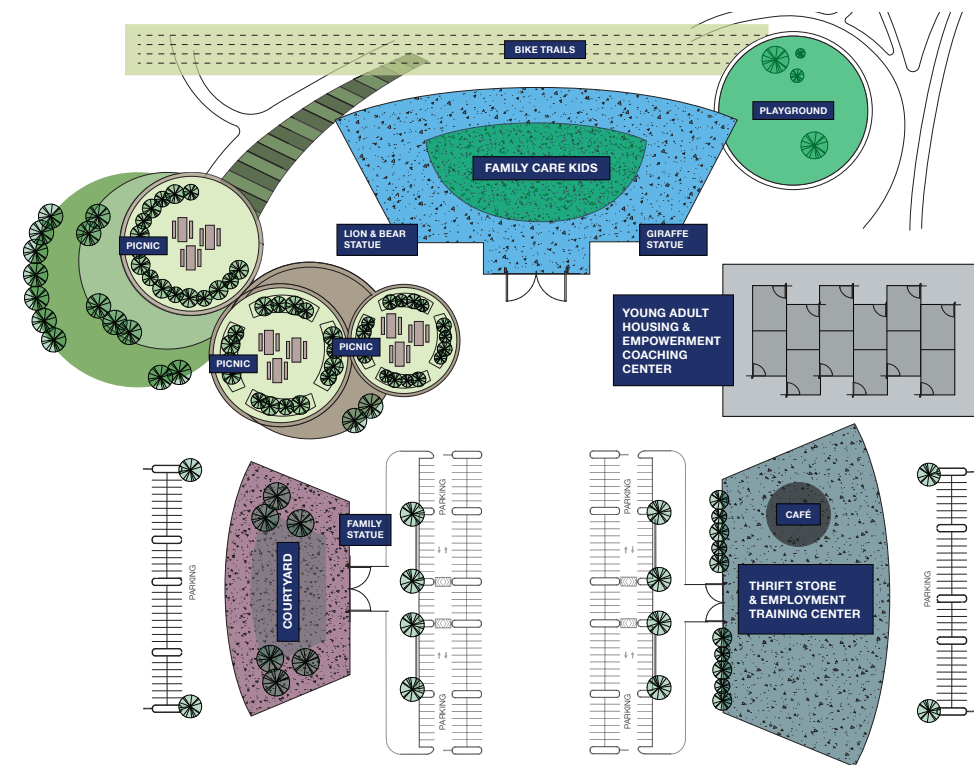 BIKE TRAILS
PLAYGROUND
FAMILY CARE KIDS
LION & BEAR
STATUE
GIRAFFE
STATUE
PICNIC
PICNIC
PICNIC
YOUNG ADULT
HOUSING &
EMPOWERMENT
COACHING
CENTER
PARKING
PARKING
FAMILY
STATUE
CAFÉ
COURTYARD
PARKING
THRIFT STORE
& EMPLOYMENT
TRAINING CENTER
PARKING
PARKING
PARKING